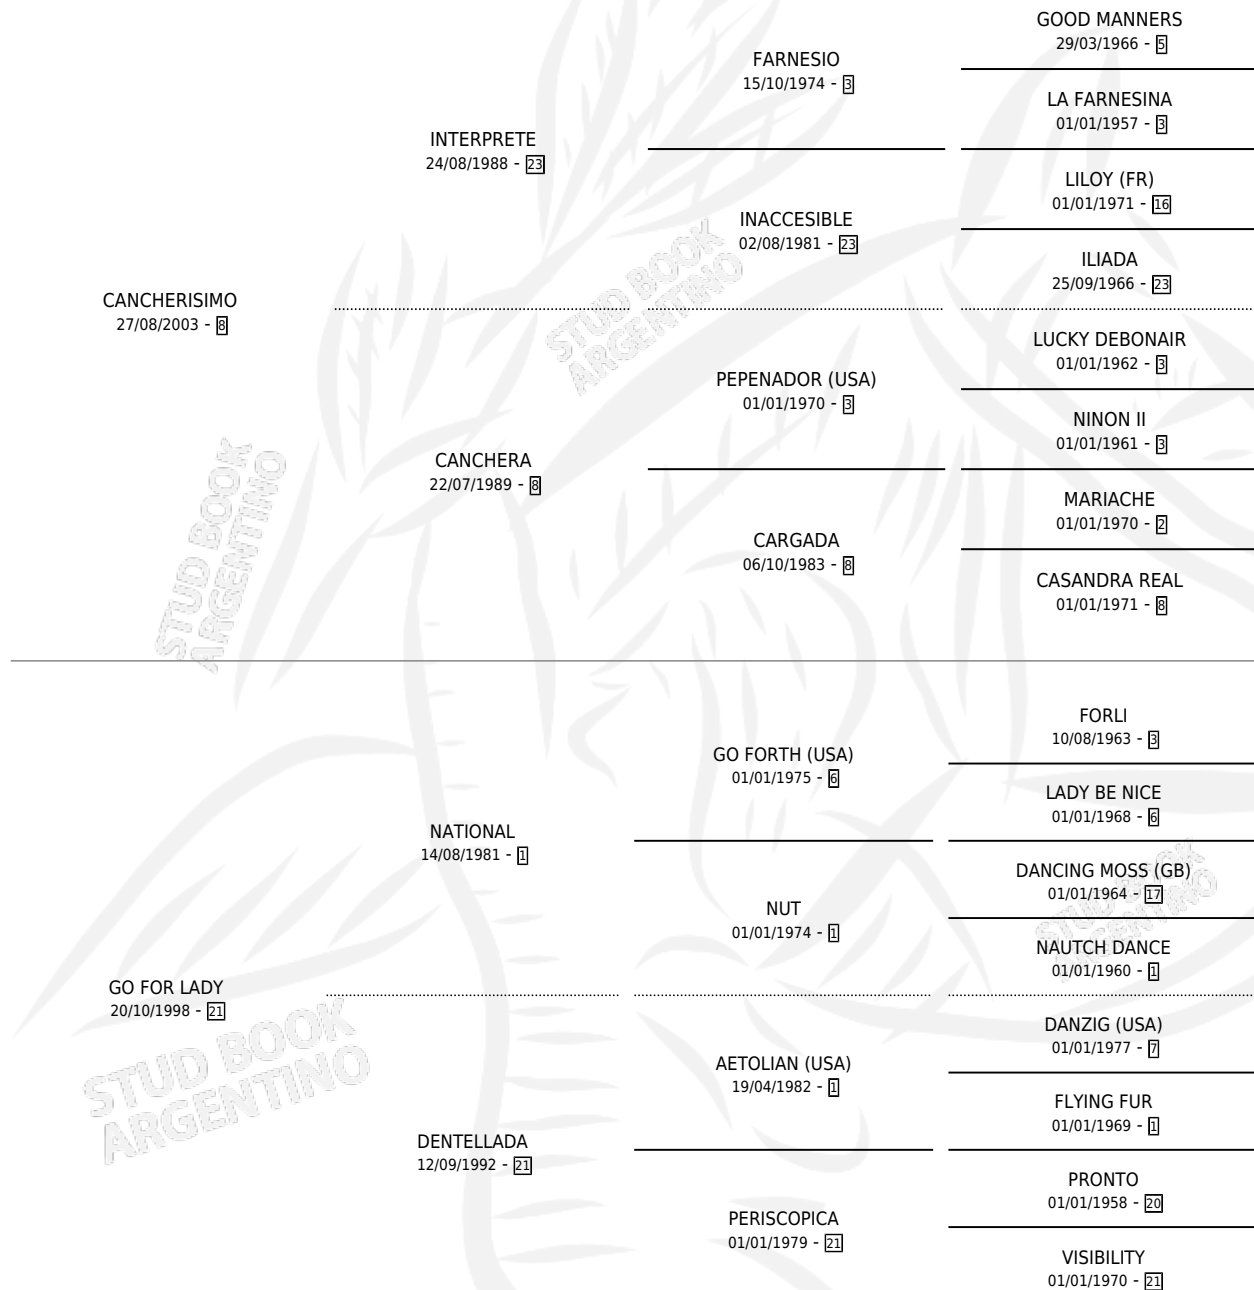 CANCHERISIMO
27/08/2003 - 8
INTERPRETE
24/08/1988 - 23
CANCHERA
22/07/1989 - 8
FARNESIO
15/10/1974 - 3
INACCESIBLE
02/08/1981 - 23
PEPENADOR (USA)
01/01/1970 - 3
CARGADA
06/10/1983 - 8
GOOD MANNERS
29/03/1966 - 5
LA FARNESINA
01/01/1957 - 3
LILOY (FR)
01/01/1971 - 16
ILIADA
25/09/1966 - 23
LUCKY DEBONAIR
01/01/1962 - 3
NINON II
01/01/1961 - 3
MARIACHE
01/01/1970 - 2
CASANDRA REAL
01/01/1971 - 8
GO FOR LADY
20/10/1998 - 21
NATIONAL
14/08/1981 - 1
DENTELLADA
12/09/1992 - 21
GO FORTH (USA)
01/01/1975 - 6
NUT
01/01/1974 - 1
AETOLIAN (USA)
19/04/1982 - 1
PERISCOPICA
01/01/1979 - 21
FORLI
10/08/1963 - 3
LADY BE NICE
01/01/1968 - 6
DANCING MOSS (GB)
01/01/1964 - 17
NAUTCH DANCE
01/01/1960 - 1
DANZIG (USA)
01/01/1977 - 7
FLYING FUR
01/01/1969 - 1
PRONTO
01/01/1958 - 20
VISIBILITY
01/01/1970 - 21
STUD BOOK
ARGENTINO
STUD BOOK
ARGENTINO
STUD BOOK
ARGENTINO
STUD BOOK
ARGENTINO